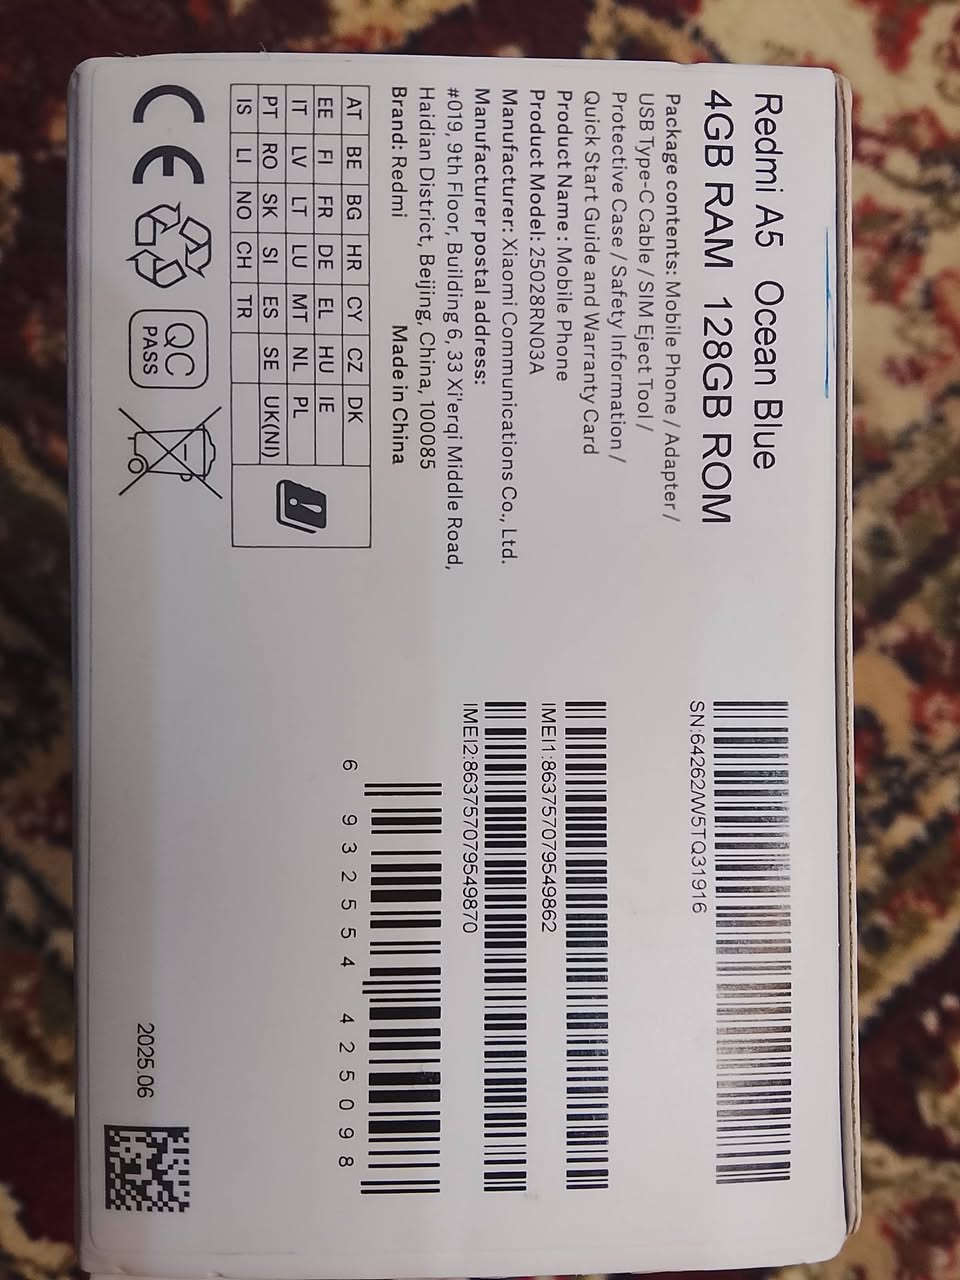 Redmi A5 Ocean Blue
4GB RAM 128GB ROM
Package contents: Mobile Phone / Adapter /
USB Type-C Cable / SIM Eject Tool /
Protective Case / Safety Information /
Quick Start Guide and Warranty Card
Product Name : Mobile Phone
Product Model: 25028RN03A
Manufacturer: Xiaomi Communications Co., Ltd.
Manufacturer postal address:
#019, 9th Floor, Building 6, 33 Xi'erqi Middle Road,
Haidian District, Beijing, China, 100085
Brand: Redmi Made in China
AT BE BG HR CY CZ DK
EE FI FR DE EL HU IE
IT LV LT LU MT NL PL
PT RO SK SI ES SE UK(NI)
IS LI NO CH TR
CE
QC
PASS
SN:64262/W5TQ31916
IMEI1:863757079549862
IMEI2:863757079549870
6 932554 425098
2025.06